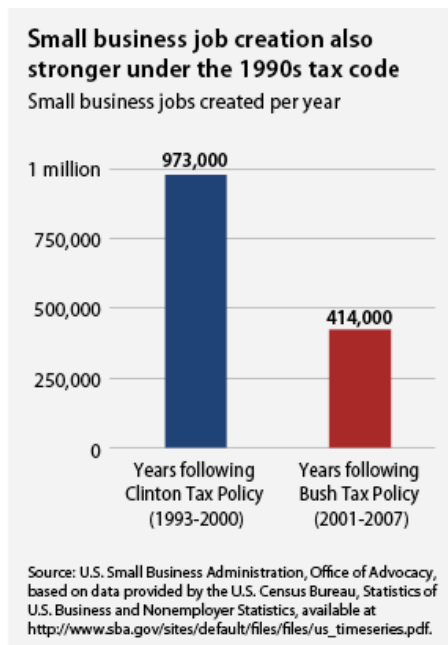 Small business job creation also
stronger under the 1990s tax code
Small business jobs created per year
973,000
1 million
750,000
500,000
414,000
250,000
0
Years following
Clinton Tax Policy
(1993-2000)
Years following
Bush Tax Policy
(2001-2007)
Source: U.S. Small Business Administration, Office of Advocacy,
based on data provided by the U.S. Census Bureau, Statistics of
U.S. Business and Nonemployer Statistics, available at
http://www.sba.gov/sites/default/files/files/us_timeseries.pdf.